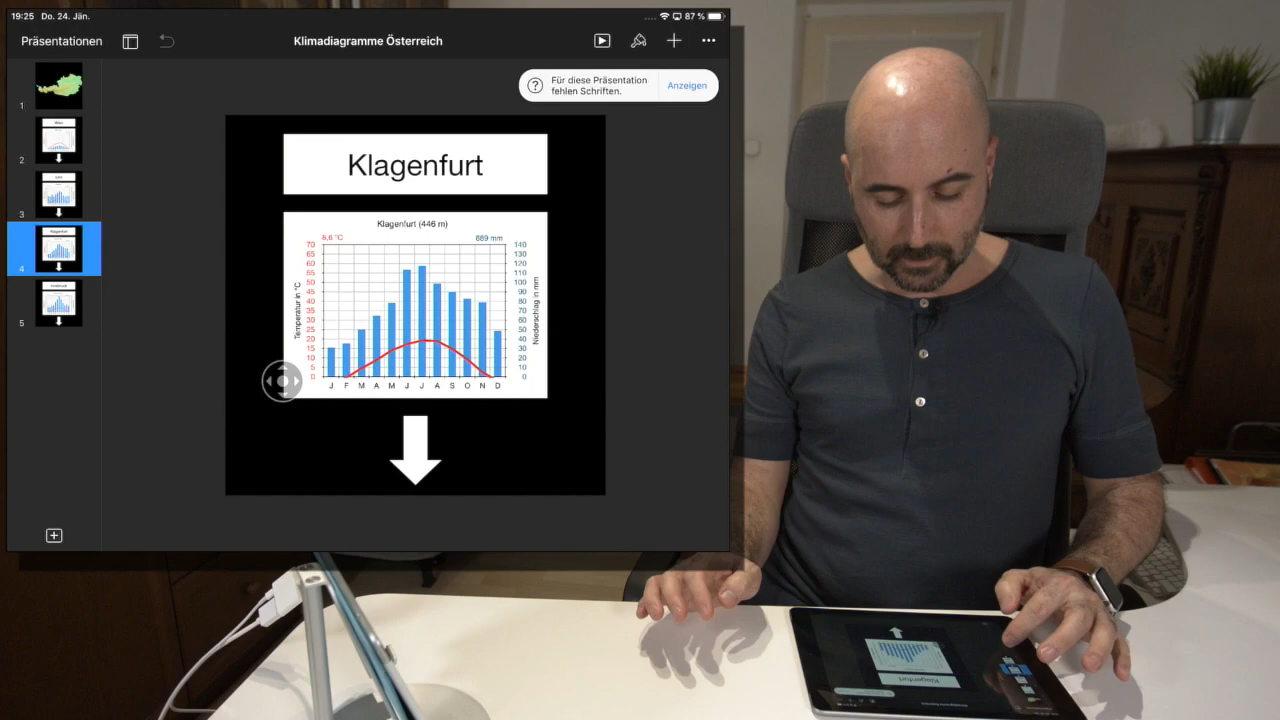 19:25 Do. 24. Jän.
87 %
Präsentationen
Klimadiagramme Österreich
Für diese Präsentation
fehlen Schriften.
Anzeigen
1
2
3
4
5
Klagenfurt
Klagenfurt (446 m)
8,6 °C
889 mm
Temperatur in °C
70
65
60
55
50
45
40
35
30
25
20
15
10
5
0
140
130
120
110
100
90
80
70
60
50
40
30
20
10
0
Niederschlag in mm
J F M A M J J A S O N D
Wien
Klagenfurt
Klagenfurt